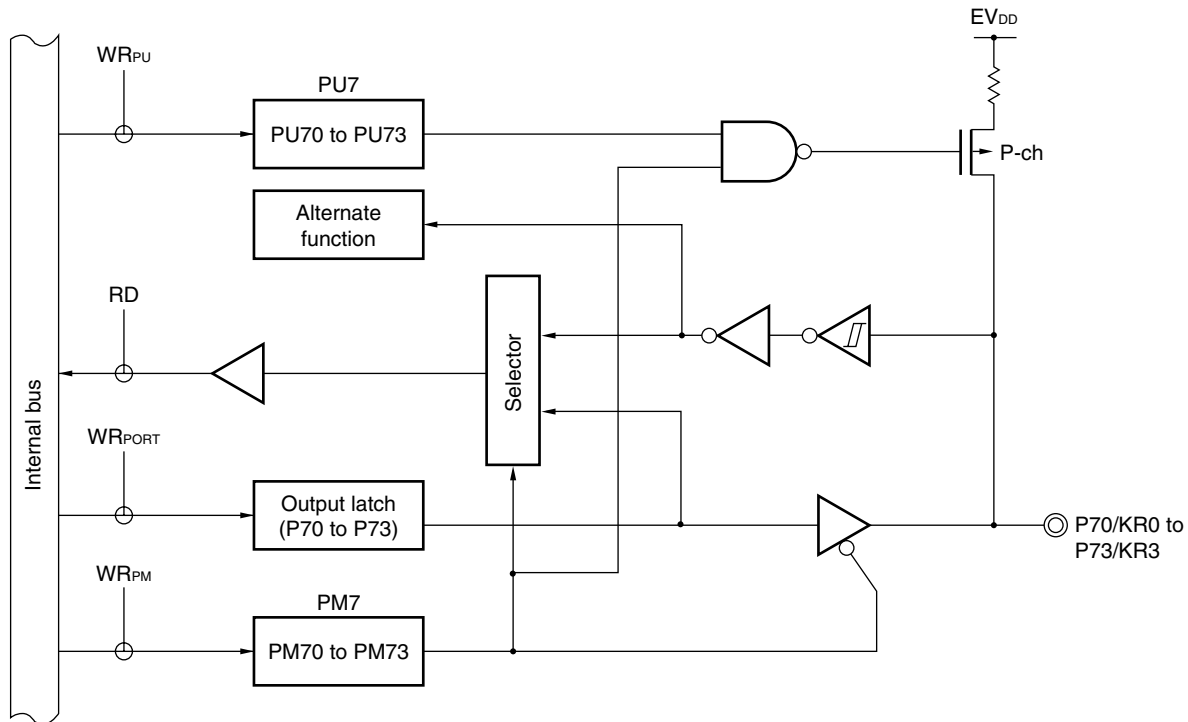 EVDD
WRPU
PU7
PU70 to PU73
P-ch
Alternate
function
RD
Selector
Internal bus
WRPORT
Output latch
(P70 to P73)
P70/KR0 to
P73/KR3
WRPM
PM7
PM70 to PM73